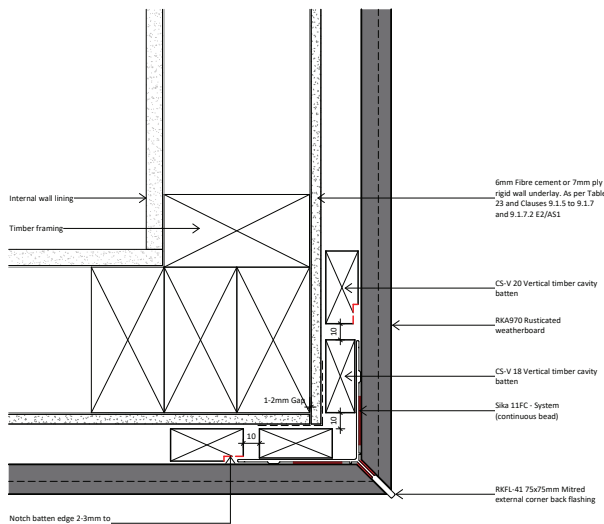 Internal wall lining
Timber framing
1-2mm Gap
10
10
10
Notch batten edge 2-3mm to
6mm Fibre cement or 7mm ply
rigid wall underlay. As per Table
23 and Clauses 9.1.5 to 9.1.7
and 9.1.7.2 E2/AS1
CS-V 20 Vertical timber cavity
batten
RKA970 Rusticated
weatherboard
CS-V 18 Vertical timber cavity
batten
Sika 11FC - System
(continuous bead)
RKFL-41 75x75mm Mitred
external corner back flashing